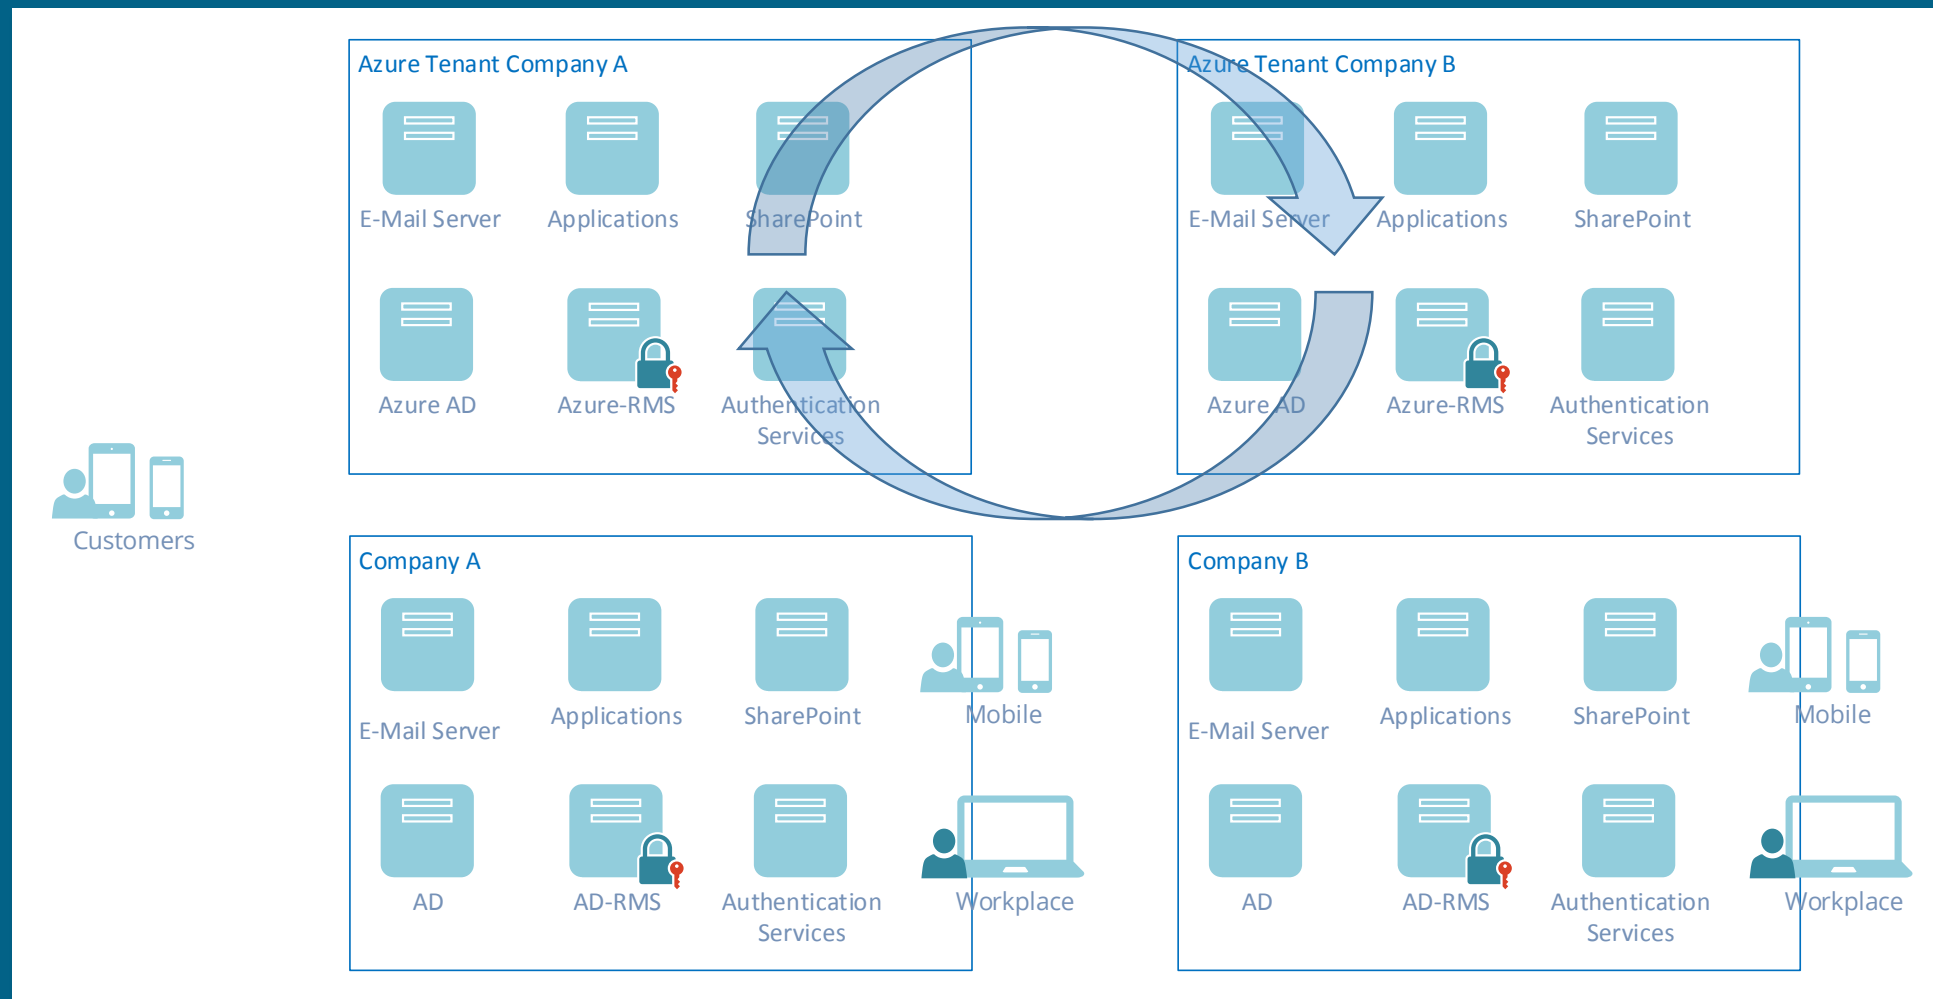 Azure Tenant Company A
E-Mail Server
Applications
SharePoint
Azure AD
Azure-RMS
Authentication
Services
Azure Tenant Company B
E-Mail Server
Applications
SharePoint
Azure AD
Azure-RMS
Authentication
Services
Customers
Company A
E-Mail Server
Applications
SharePoint
Mobile
AD
AD-RMS
Authentication
Services
Workplace
Company B
E-Mail Server
Applications
SharePoint
Mobile
AD
AD-RMS
Authentication
Services
Workplace